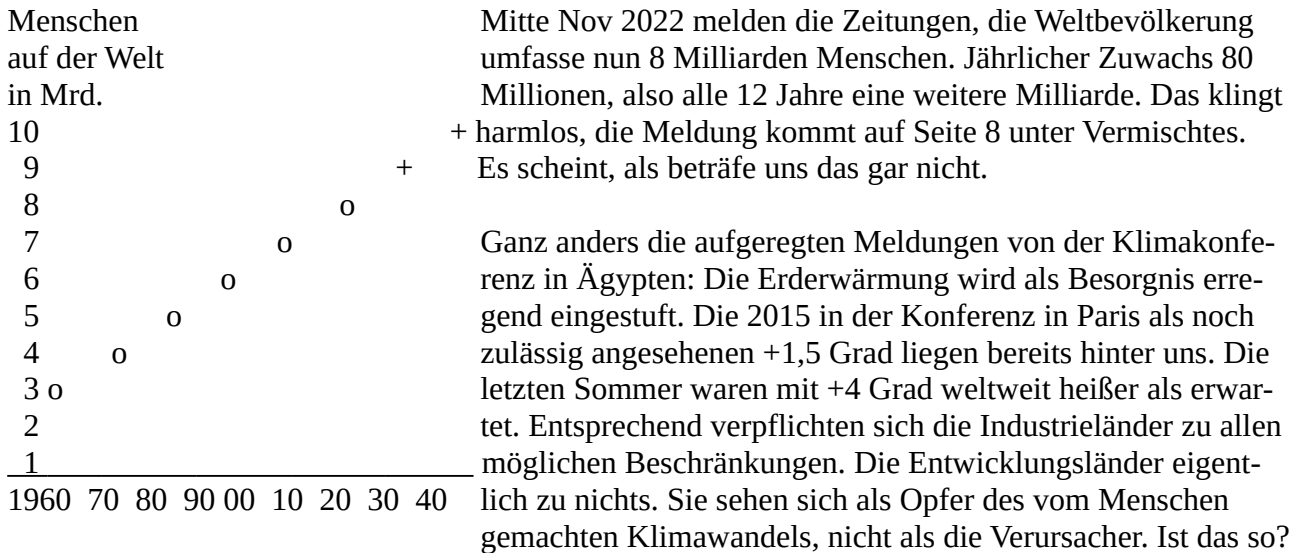 Menschen
auf der Welt
in Mrd.
10 +
9 +
8 o
7 o
6 o
5 o
4 o
3 o
2
1
1960 70 80 90 00 10 20 30 40
Mitte Nov 2022 melden die Zeitungen, die Weltbevölkerung
umfasse nun 8 Milliarden Menschen. Jährlicher Zuwachs 80
Millionen, also alle 12 Jahre eine weitere Milliarde. Das klingt
harmlos, die Meldung kommt auf Seite 8 unter Vermischtes.
Es scheint, als beträfe uns das gar nicht.
Ganz anders die aufgeregten Meldungen von der Klimakonfe-
renz in Ägypten: Die Erderwärmung wird als Besorgnis erre-
gend eingestuft. Die 2015 in der Konferenz in Paris als noch
zulässig angesehenen +1,5 Grad liegen bereits hinter uns. Die
letzten Sommer waren mit +4 Grad weltweit heißer als erwar-
tet. Entsprechend verpflichten sich die Industrieländer zu allen
möglichen Beschränkungen. Die Entwicklungsländer eigent-
lich zu nichts. Sie sehen sich als Opfer des vom Menschen
gemachten Klimawandels, nicht als die Verursacher. Ist das so?